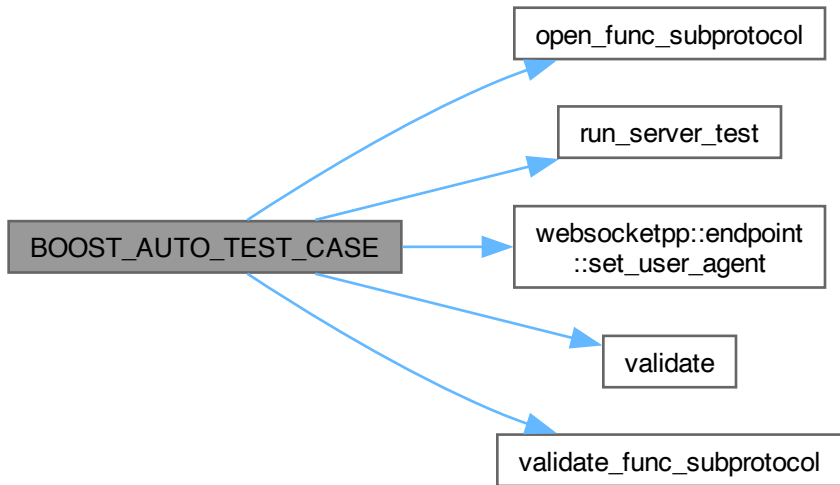 BOOST_AUTO_TEST_CASE
open_func_subprotocol
run_server_test
websocketpp::endpoint
::set_user_agent
validate
validate_func_subprotocol